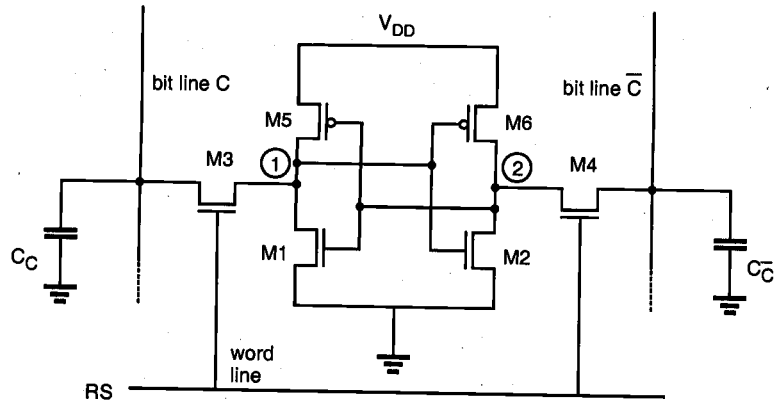 V_DD
bit line C
bit line C̅
M5
M6
M3
①
②
M4
C_C
M1
M2
C_C̅
word
line
RS